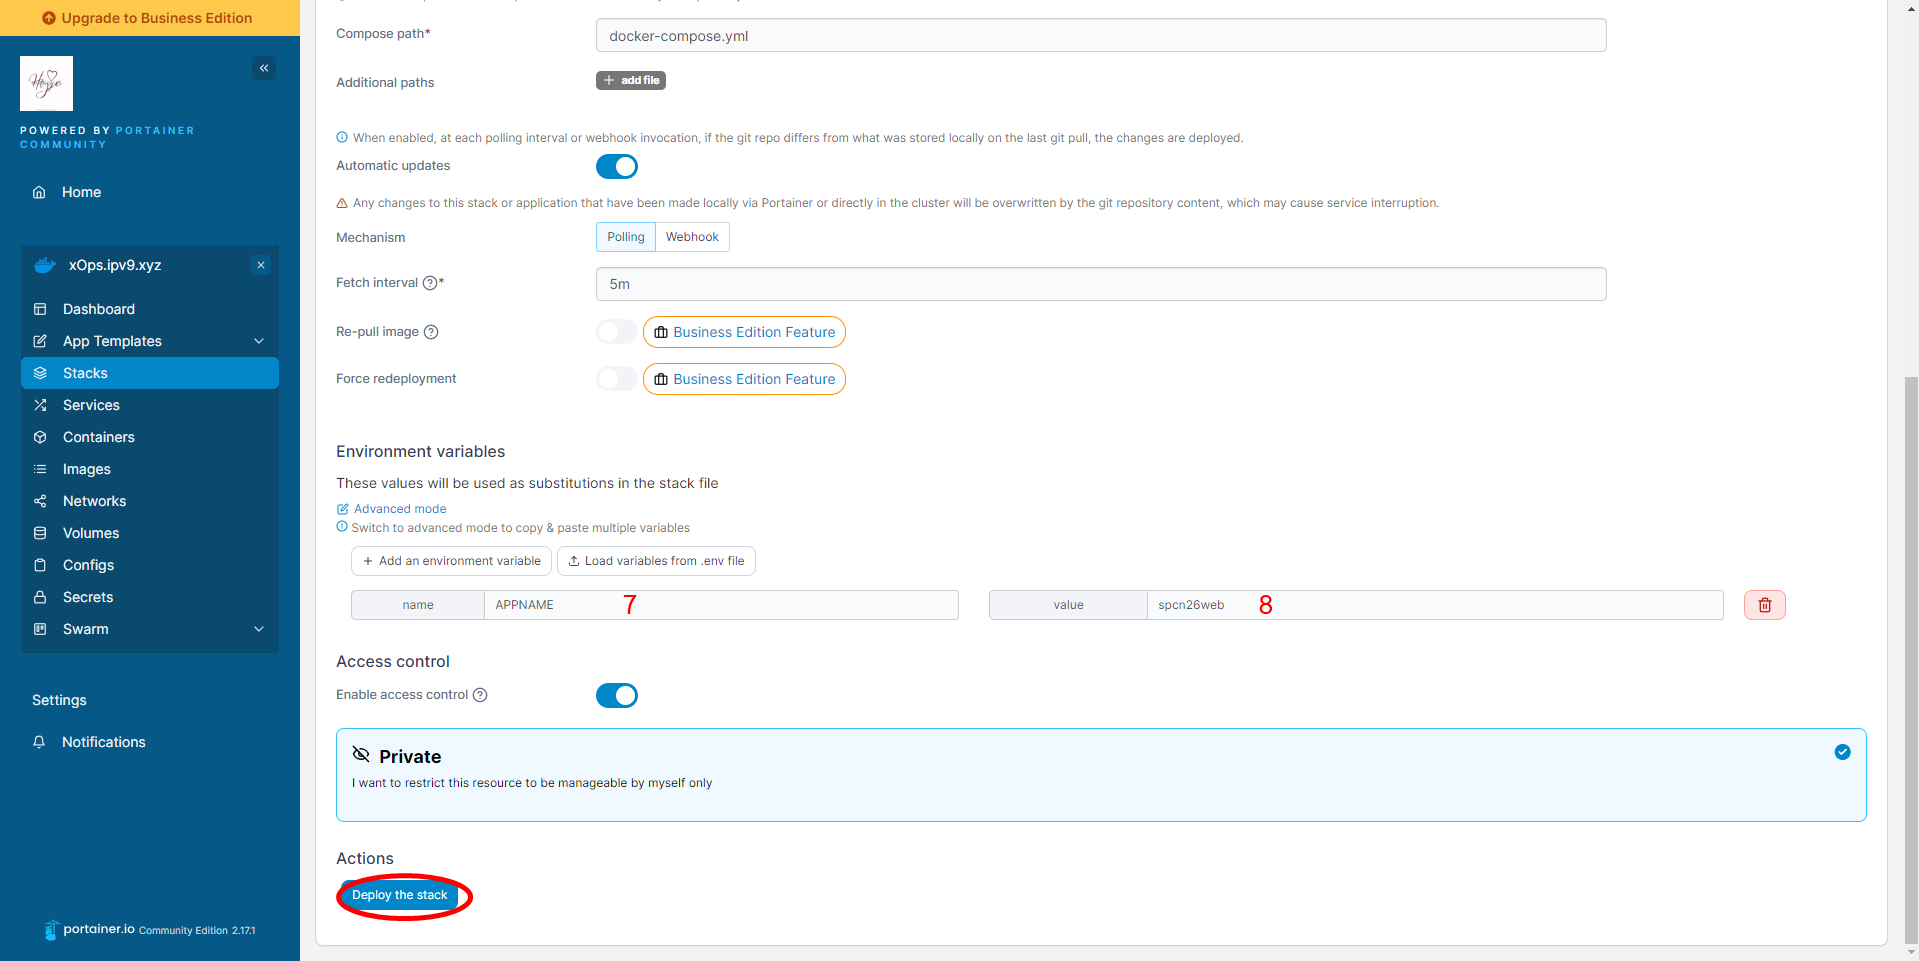 Upgrade to Business Edition
POWERED BY PORTAINER
COMMUNITY
Home
xOps.ipv9.xyz
Dashboard
App Templates
Stacks
Services
Containers
Images
Networks
Volumes
Configs
Secrets
Swarm
Settings
Notifications
portainer.io Community Edition 2.17.1
Compose path*
docker-compose.yml
Additional paths
+ add file
When enabled, at each polling interval or webhook invocation, if the git repo differs from what was stored locally on the last git pull, the changes are deployed.
Automatic updates
Any changes to this stack or application that have been made locally via Portainer or directly in the cluster will be overwritten by the git repository content, which may cause service interruption.
Mechanism
Polling Webhook
Fetch interval ?*
5m
Re-pull image ?
Business Edition Feature
Force redeployment
Business Edition Feature
Environment variables
These values will be used as substitutions in the stack file
Advanced mode
Switch to advanced mode to copy & paste multiple variables
+ Add an environment variable Load variables from .env file
name APPNAME 7 value spcn26web 8
Access control
Enable access control ?
Private
I want to restrict this resource to be manageable by myself only
Actions
Deploy the stack